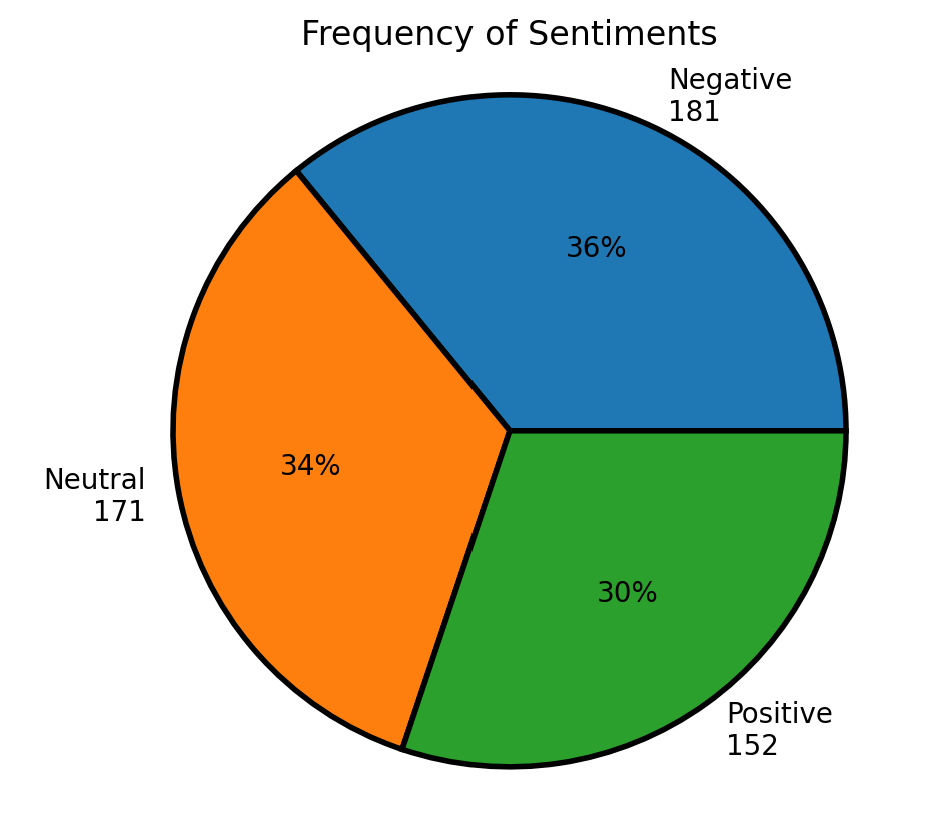 Frequency of Sentiments
Negative
181
36%
Neutral
171
34%
30%
Positive
152